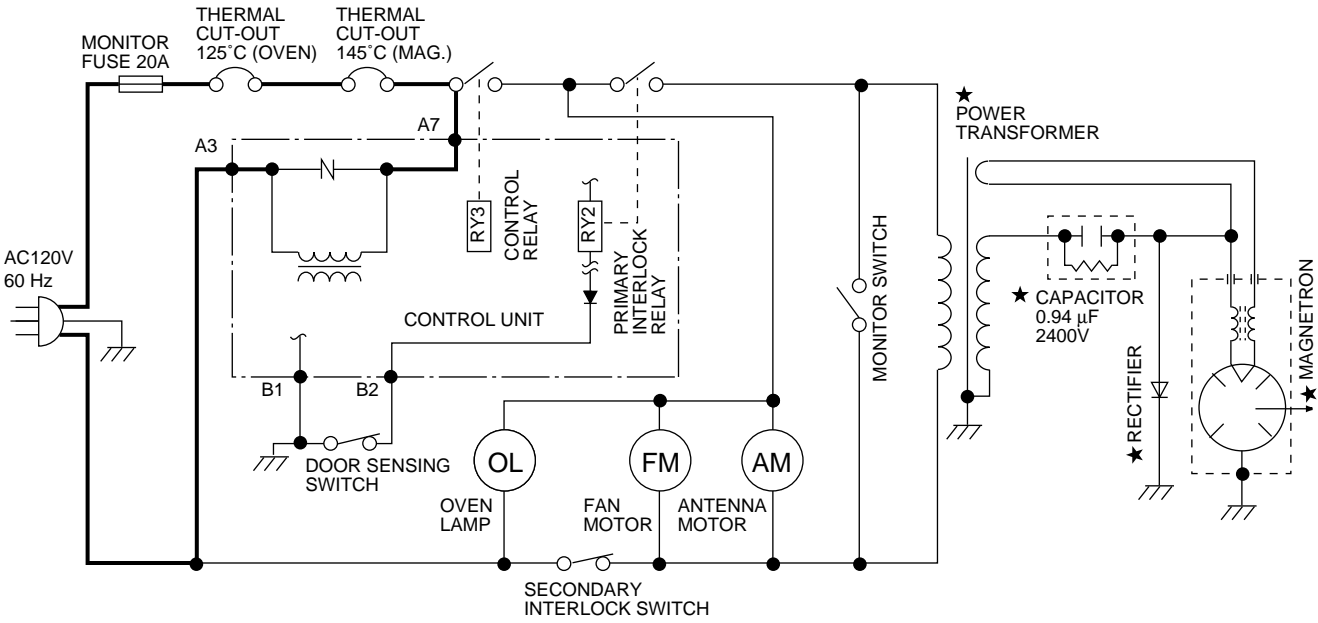 THERMAL
CUT-OUT
125˚C (OVEN)
THERMAL
CUT-OUT
145˚C (MAG.)
MONITOR
FUSE 20A
★
POWER
TRANSFORMER
A7
A3
RY3
CONTROL
RELAY
RY2
PRIMARY
INTERLOCK
RELAY
MONITOR SWITCH
AC120V
60 Hz
CONTROL UNIT
★ CAPACITOR
0.94 µF
2400V
★ RECTIFIER
★ MAGNETRON
B1
B2
DOOR SENSING
SWITCH
OL
FM
AM
OVEN
LAMP
FAN
MOTOR
ANTENNA
MOTOR
SECONDARY
INTERLOCK SWITCH